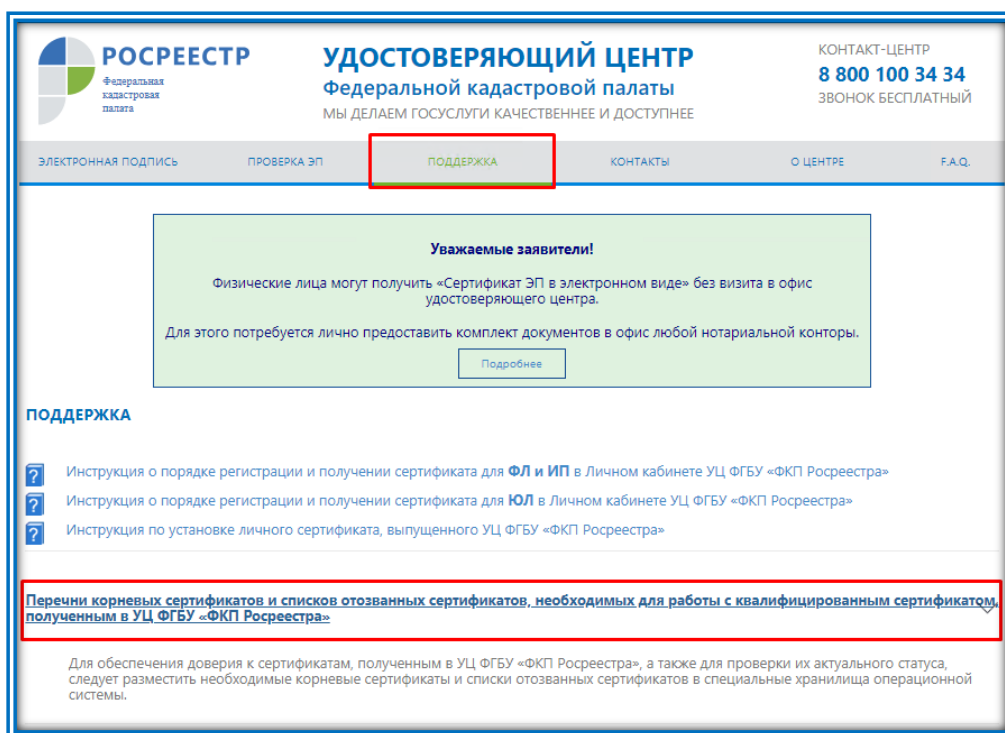 РОСРЕЕСТР
Федеральная
кадастровая
палата
УДОСТОВЕРЯЮЩИЙ ЦЕНТР
Федеральной кадастровой палаты
МЫ ДЕЛАЕМ ГОСУСЛУГИ КАЧЕСТВЕННЕЕ И ДОСТУПНЕЕ
КОНТАКТ-ЦЕНТР
8 800 100 34 34
ЗВОНОК БЕСПЛАТНЫЙ
ЭЛЕКТРОННАЯ ПОДПИСЬ ПРОВЕРКА ЭП ПОДДЕРЖКА КОНТАКТЫ О ЦЕНТРЕ F.A.Q.
Уважаемые заявители!
Физические лица могут получить «Сертификат ЭП в электронном виде» без визита в офис
удостоверяющего центра.
Для этого потребуется лично предоставить комплект документов в офис любой нотариальной конторы.
Подробнее
ПОДДЕРЖКА
Инструкция о порядке регистрации и получении сертификата для ФЛ и ИП в Личном кабинете УЦ ФГБУ «ФКП Росреестра»
Инструкция о порядке регистрации и получении сертификата для ЮЛ в Личном кабинете УЦ ФГБУ «ФКП Росреестра»
Инструкция по установке личного сертификата, выпущенного УЦ ФГБУ «ФКП Росреестра»
Перечни корневых сертификатов и списков отозванных сертификатов, необходимых для работы с квалифицированным сертификатом,
полученным в УЦ ФГБУ «ФКП Росреестра»
Для обеспечения доверия к сертификатам, полученным в УЦ ФГБУ «ФКП Росреестра», а также для проверки их актуального статуса,
следует разместить необходимые корневые сертификаты и списки отозванных сертификатов в специальные хранилища операционной
системы.